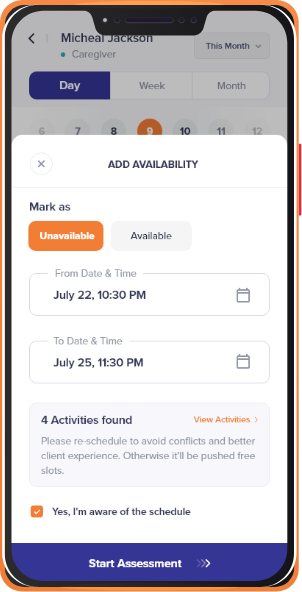 Micheal Jackson
Caregiver
This Month
Day Week Month
6 7 8 9 10 11 12
ADD AVAILABILITY
Mark as
Unavailable Available
From Date & Time
July 22, 10:30 PM
To Date & Time
July 25, 11:30 PM
4 Activities found View Activities
Please re-schedule to avoid conflicts and better
client experience. Otherwise it'll be pushed free
slots.
Yes, I'm aware of the schedule
Start Assessment